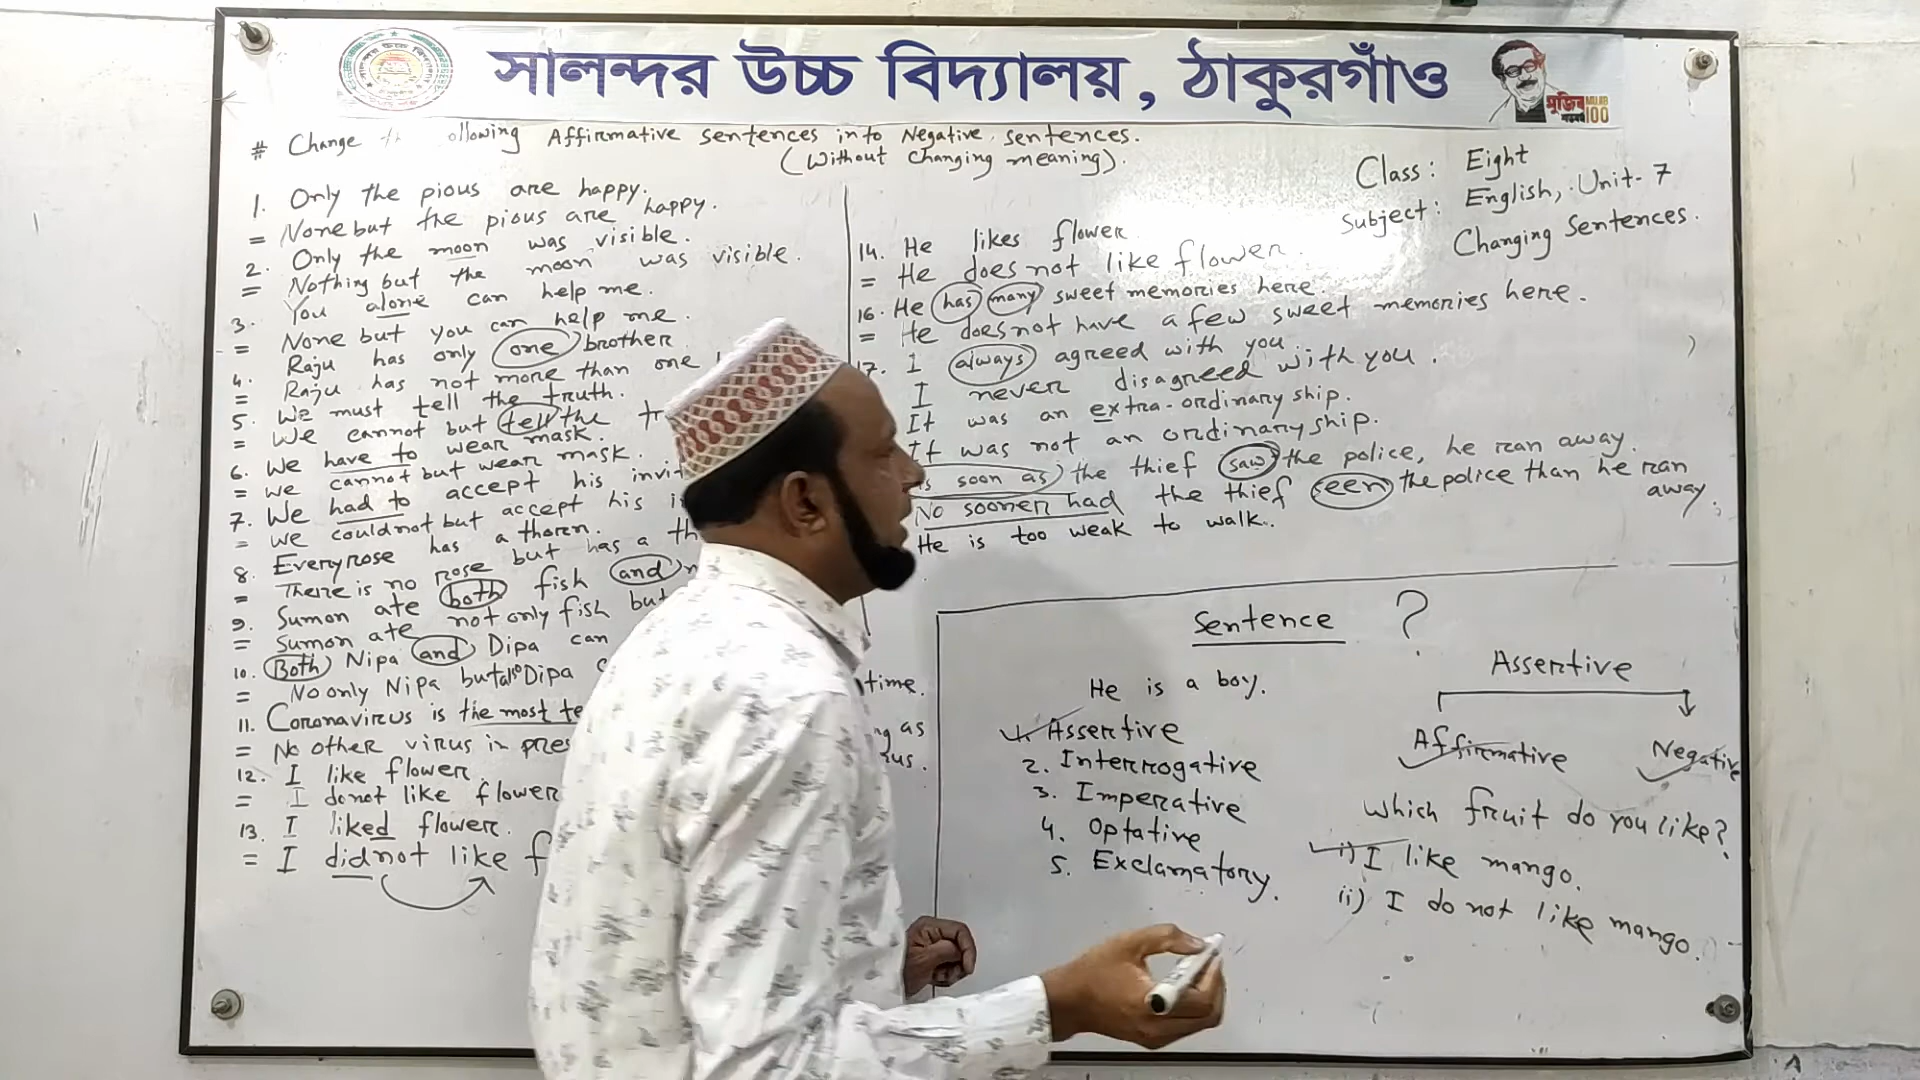 সালন্দর উচ্চ বিদ্যালয়, ঠাকুরগাঁও
মুজিব
100
# Change ollowing Affirmative sentences into Negative sentences.
(Without changing meaning).
Class: Eight
Subject: English, Unit-7
Changing Sentences.
1. Only the pious are happy.
= None but the pious are happy.
2. Only the moon was visible.
= Nothing but the moon was visible.
3. You alone can help me.
= None but you can help me.
4. Raju has only one brother
= Raju has not more than one
5. We must tell the truth.
= We cannot but tell the
6. We have to wear mask.
= We cannot but wear mask.
7. We had to accept his
= We couldnot but accept his
8. Every rose has a thorn.
= There is no rose but has a
9. Sumon ate both fish and
= Sumon ate not only fish
10. Both Nipa and Dipa can
= No only Nipa but also Dipa
time.
11. Coronavirus is the most
as
= No other virus in
12. I like flower.
= I donot like flower
13. I liked flower.
= I didnot like
14. He likes flower.
= He does not like flower.
16. He has many sweet memories here.
= He doesnot have a few sweet memories here.
17. I always agreed with you.
I never disagreed with you.
It was an extra-ordinary ship.
It was not an ordinary ship.
soon as the thief saw the police, he ran away.
No sooner had the thief seen the police than he ran away.
He is too weak to walk.
Sentence ?
He is a boy.
1. Assertive
2. Interrogative
3. Imperative
4. Optative
5. Exclamatory.
Assertive
Affirmative Negative
Which fruit do you like?
i) I like mango.
ii) I do not like mango.